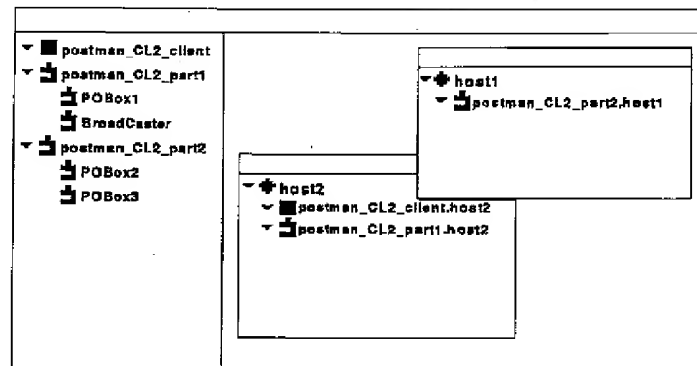 postman_CL2_client
postman_CL2_part1
POBox1
BroadCaster
postman_CL2_part2
POBox2
POBox3
host1
postman_CL2_part2.host1
host2
postman_CL2_client.host2
postman_CL2_part1.host2